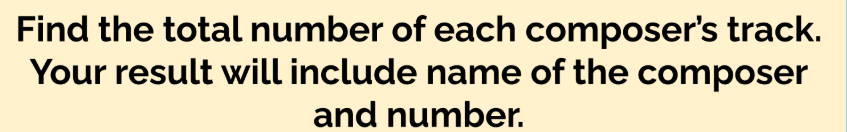 Find the total number of each composer’s track.
Your result will include name of the composer
and number.